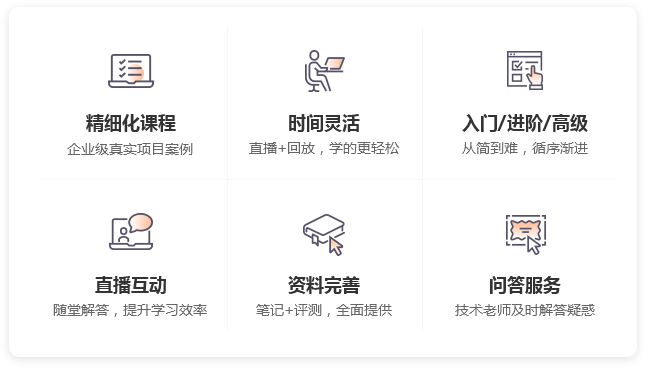 精细化课程
企业级真实项目案例
时间灵活
直播+回放，学的更轻松
入门/进阶/高级
从简到难，循序渐进
直播互动
随堂解答，提升学习效率
资料完善
笔记+评测，全面提供
问答服务
技术老师及时解答疑惑